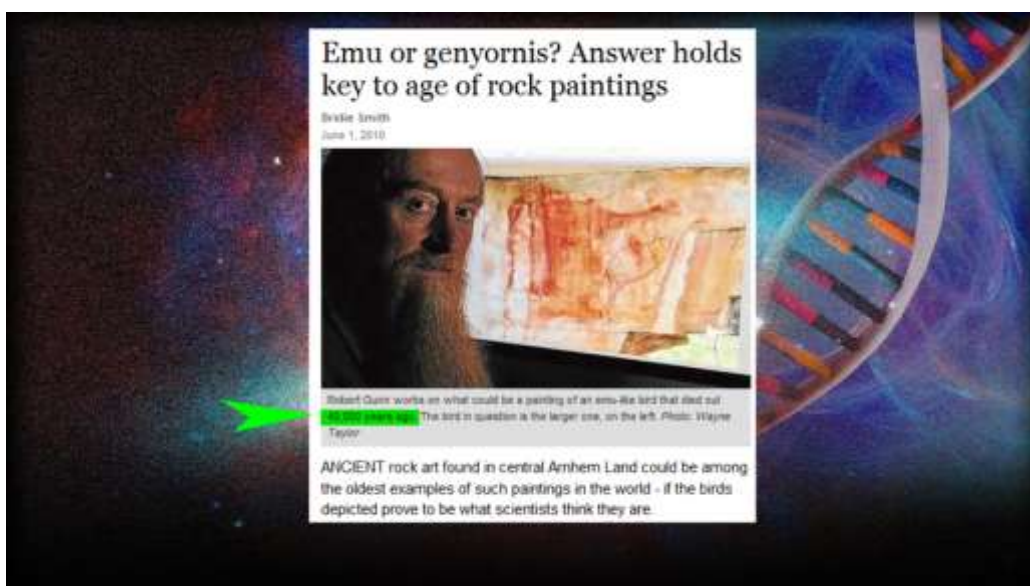 Emu or genyornis? Answer holds
key to age of rock paintings
Bridie Smith
June 1, 2010
Robert Gunn works on what could be a painting of an emu-like bird that died out
40,000 years ago. The bird in question is the larger one, on the left. Photo: Wayne
Taylor
ANCIENT rock art found in central Arnhem Land could be among
the oldest examples of such paintings in the world - if the birds
depicted prove to be what scientists think they are.